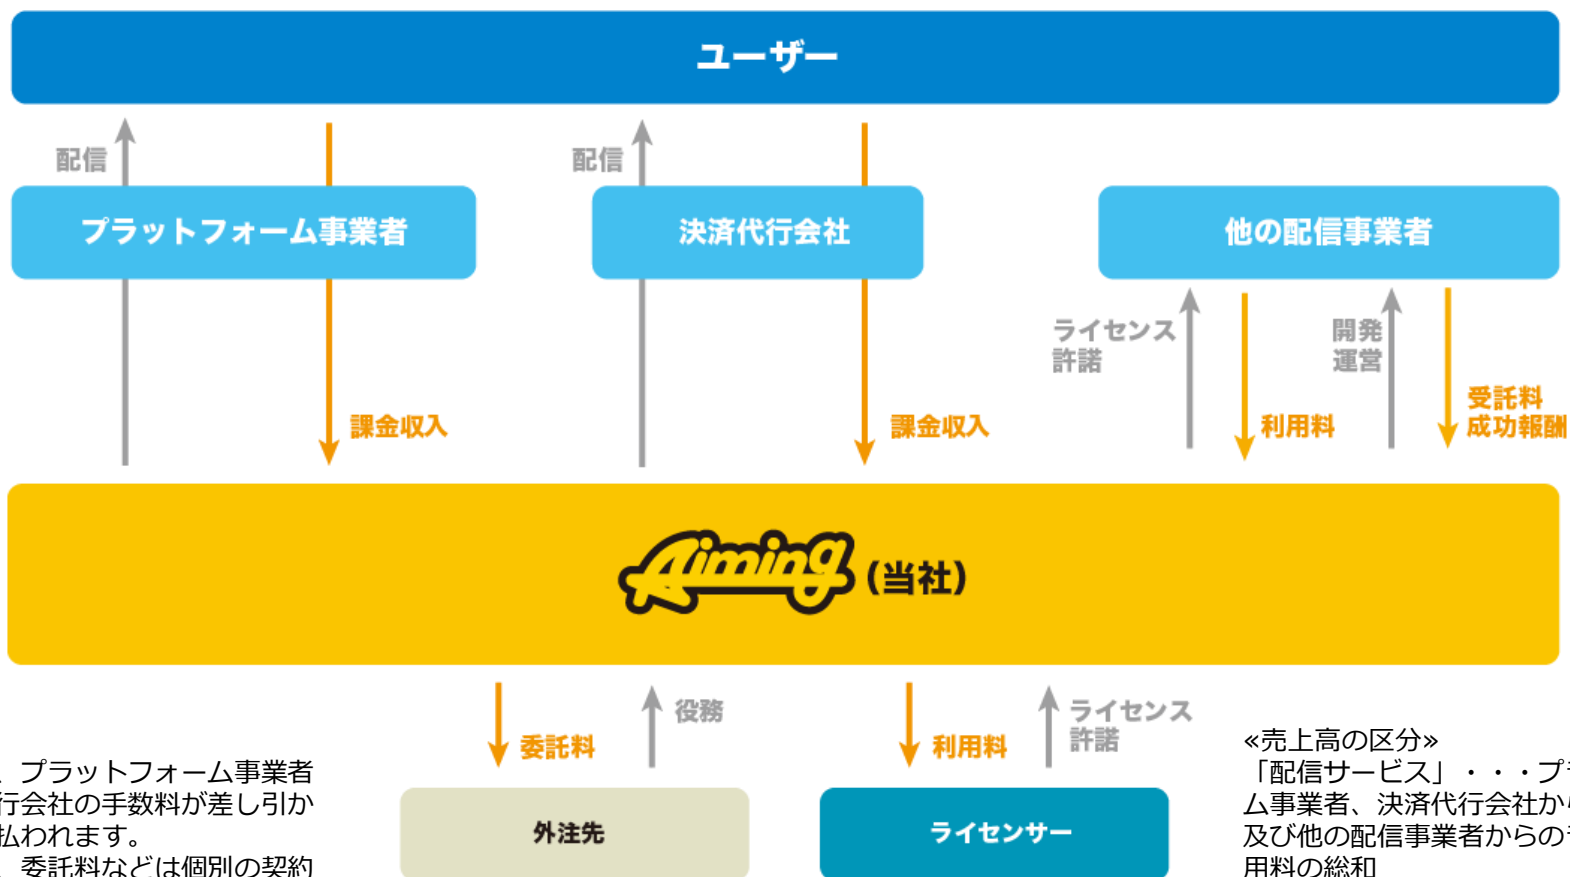 ユーザー
配信
配信
プラットフォーム事業者
決済代行会社
他の配信事業者
ライセンス
許諾
開発
運営
課金収入
課金収入
利用料
受託料
成功報酬
Aiming（当社）
委託料
役務
利用料
ライセンス
許諾
、プラットフォーム事業者
行会社の手数料が差し引か
払われます。
、委託料などは個別の契約
外注先
ライセンサー
«売上高の区分»
「配信サービス」・・・プラ
ム事業者、決済代行会社から
及び他の配信事業者からのラ
用料の総和